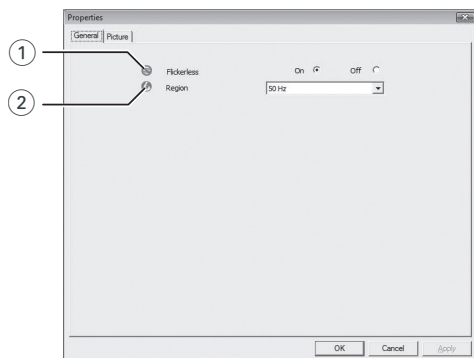 Properties
General Picture
1 Flickerless On Off
2 Region 50 Hz
OK Cancel Apply